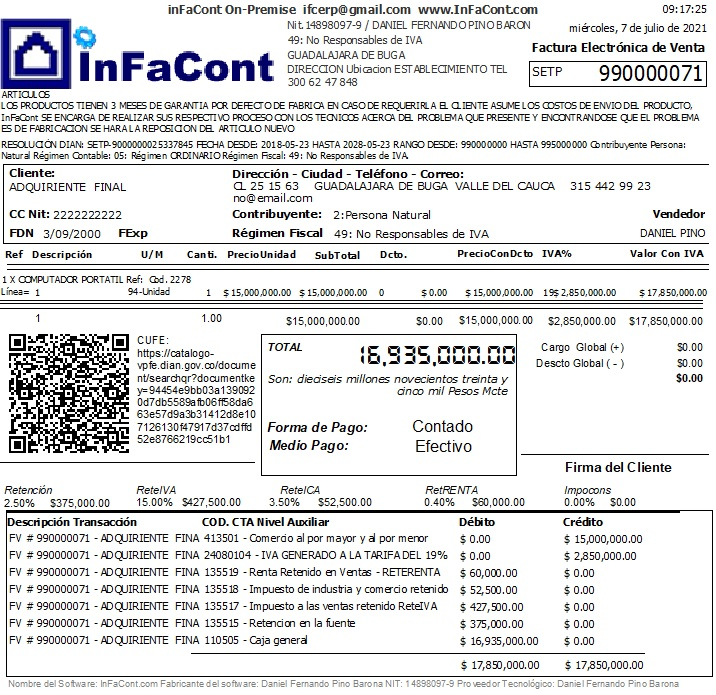 inFaCont On-Premise ifcerp@gmail.com www.InFaCont.com 09:17:25
Nit. 14898097-9 / DANIEL FERNANDO PINO BARON miércoles, 7 de julio de 2021
49: No Responsables de IVA Factura Electrónica de Venta
GUADALAJARA DE BUGA
InFaCont DIRECCION Ubicacion ESTABLECIMIENTO TEL SETP 990000071
300 62 47 848
ARTICULOS
LOS PRODUCTOS TIENEN 3 MESES DE GARANTIA POR DEFECTO DE FABRICA EN CASO DE REQUERIRLA EL CLIENTE ASUME LOS COSTOS DE ENVIO DEL PRODUCTO,
InFaCont SE ENCARGA DE REALIZAR SUS RESPECTIVO PROCESO CON LOS TECNICOS ACERCA DEL PROBLEMA QUE PRESENTE Y ENCONTRANDOSE QUE EL PROBLEMA
ES DE FABRICACION SE HARA LA REPOSICION DEL ARTICULO NUEVO
RESOLUCIÓN DIAN: SETP-9000000025337845 FECHA DESDE: 2018-05-23 HASTA 2028-05-23 RANGO DESDE: 990000000 HASTA 995000000 Contribuyente Persona:
Natural Régimen Contable: 05: Régimen ORDINARIO Régimen Fiscal: 49: No Responsables de IVA.
Cliente: Dirección - Ciudad - Teléfono - Correo:
ADQUIRIENTE FINAL CL 25 15 63 GUADALAJARA DE BUGA VALLE DEL CAUCA 315 442 99 23
no@email.com
CC Nit: 2222222222 Contribuyente: 2:Persona Natural Vendedor
FDN 3/09/2000 FExp Régimen Fiscal 49: No Responsables de IVA DANIEL PINO
Ref Descripción U/M Canti. PrecioUnidad SubTotal Dcto. PrecioConDcto IVA% Valor Con IVA
1 X COMPUTADOR PORTATIL Ref: Cod. 2278
Línea= 1 94-Unidad 1 $ 15,000,000.00 $ 15,000,000.00 0 $ 0.00 $ 15,000,000.00 19$ 2,850,000.00 $ 17,850,000.00
1 1.00 $15,000,000.00 $0.00 $15,000,000.00 $2,850,000.00 $17,850,000.00
CUFE:
https://catalogo-
vpfe.dian.gov.co/docume
nt/searchqr?documentke
y=94454e9bb03a139092
0d7db5589afb06ff58da6
63e57d9a3b31412d8e10
7126130f47917d37cdffd
52e8766219cc51b1
TOTAL 16,935,000.00
Son: dieciseis millones novecientos treinta y
cinco mil Pesos Mcte
Forma de Pago: Contado
Medio Pago: Efectivo
Cargo Global (+) $0.00
Descto Global ( - ) $0.00
$0.00
Firma del Cliente
Retención ReteIVA ReteICA RetRENTA Impocons
2.50% $375,000.00 15.00% $427,500.00 3.50% $52,500.00 0.40% $60,000.00 0.00% $0.00
Descripción Transacción COD. CTA Nivel Auxiliar Débito Crédito
FV # 990000071 - ADQUIRIENTE FINA 413501 - Comercio al por mayor y al por menor $ 0.00 $ 15,000,000.00
FV # 990000071 - ADQUIRIENTE FINA 24080104 - IVA GENERADO A LA TARIFA DEL 19% $ 0.00 $ 2,850,000.00
FV # 990000071 - ADQUIRIENTE FINA 135519 - Renta Retenido en Ventas - RETERENTA $ 60,000.00 $ 0.00
FV # 990000071 - ADQUIRIENTE FINA 135518 - Impuesto de industria y comercio retenido $ 52,500.00 $ 0.00
FV # 990000071 - ADQUIRIENTE FINA 135517 - Impuesto a las ventas retenido ReteIVA $ 427,500.00 $ 0.00
FV # 990000071 - ADQUIRIENTE FINA 135515 - Retencion en la fuente $ 375,000.00 $ 0.00
FV # 990000071 - ADQUIRIENTE FINA 110505 - Caja general $ 16,935,000.00 $ 0.00
$ 17,850,000.00 $ 17,850,000.00
Nombre del Software: InFaCont.com Fabricante del software: Daniel Fernando Pino Barona NIT: 14898097-9 Proveedor Tecnológico: Daniel Fernando Pino Barona